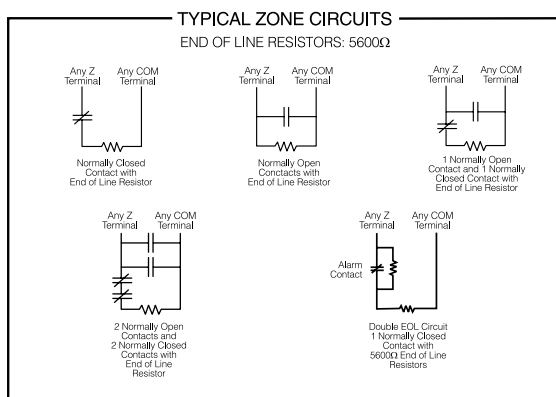 TYPICAL ZONE CIRCUITS
END OF LINE RESISTORS: 5600Ω
Any Z Terminal
Any COM Terminal
Normally Closed
Contact with
End of Line Resistor
Any Z Terminal
Any COM Terminal
Normally Open
Conctacts with
End of Line Resistor
Any Z Terminal
Any COM Terminal
1 Normally Open
Contact and 1 Normally
Closed Contact with
End of Line Resistor
Any Z Terminal
Any COM Terminal
2 Normally Open
Contacts and
2 Normally Closed
Contacts with
End of Line
Resistor
Any Z Terminal
Any COM Terminal
Alarm
Contact
Double EOL Circuit
1 Normally Closed
Contact with
5600Ω End of Line
Resistors